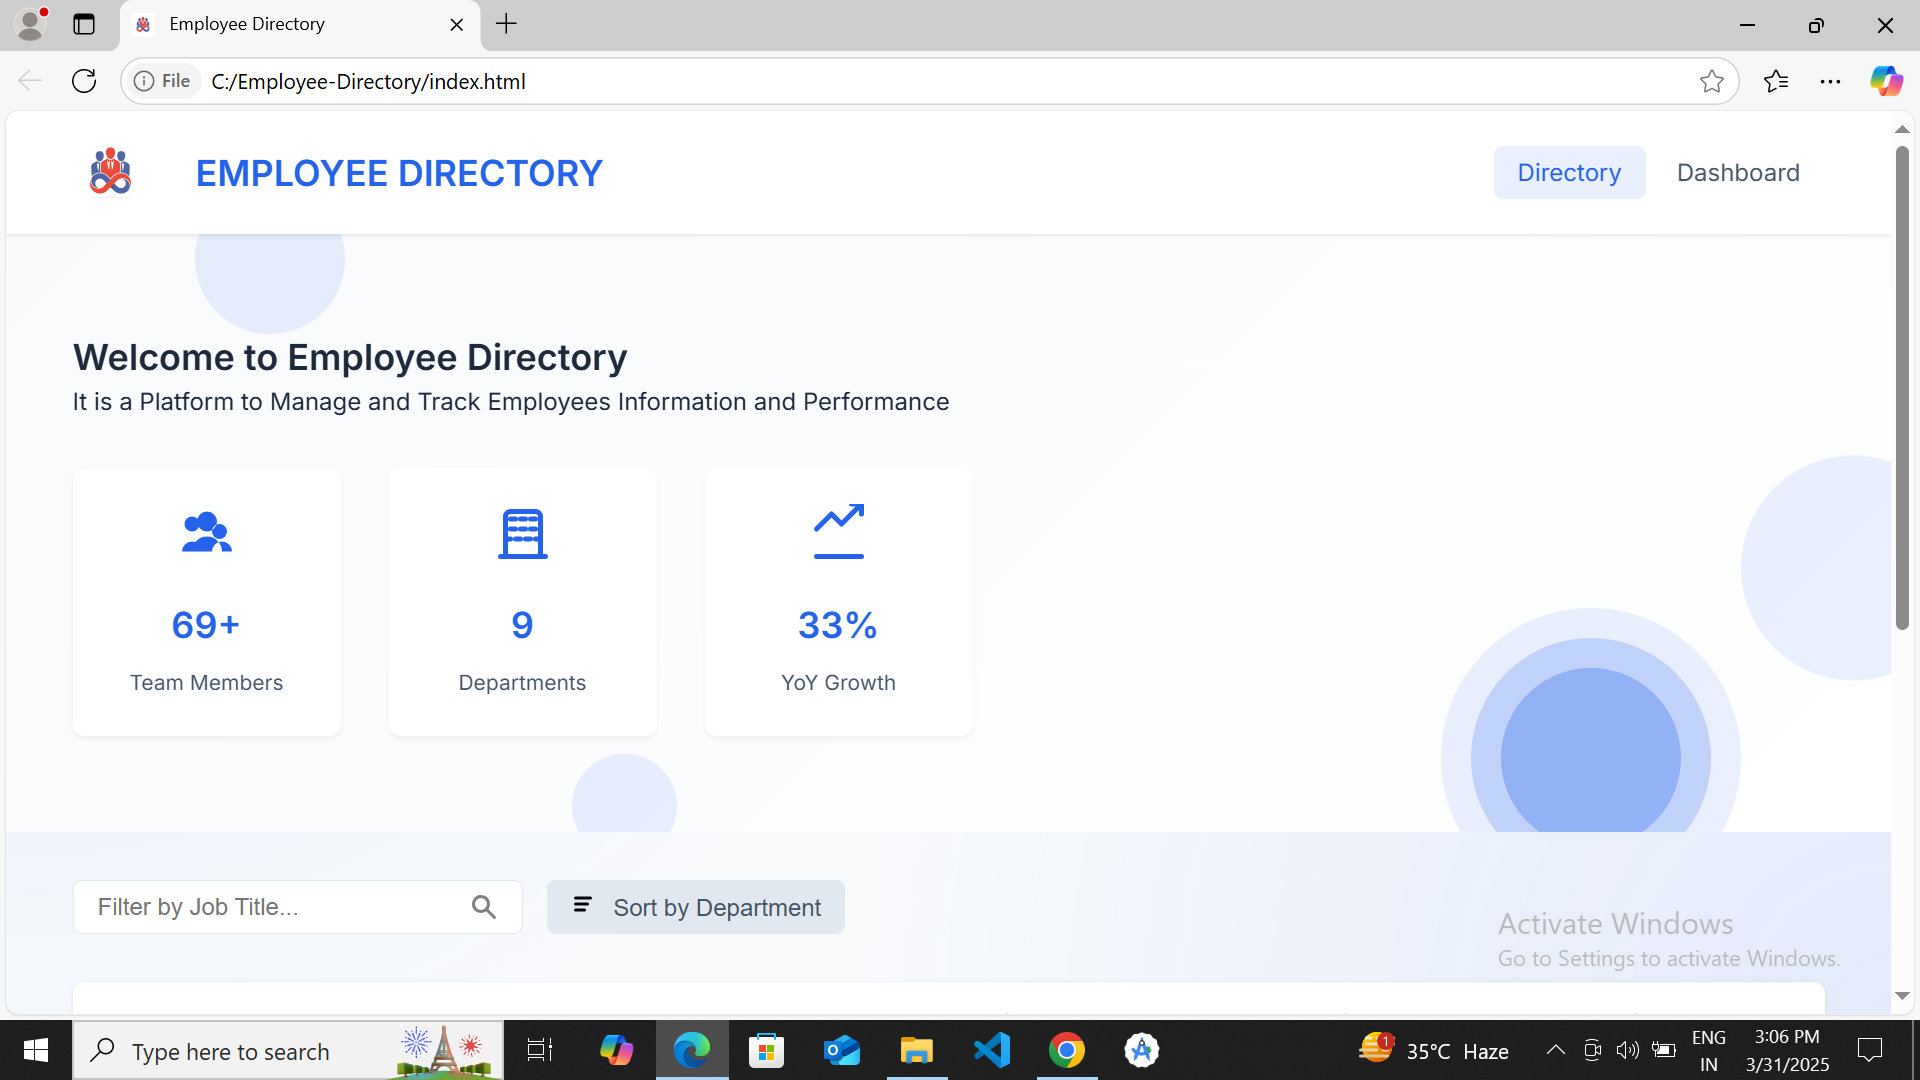 Employee Directory
File C:/Employee-Directory/index.html
EMPLOYEE DIRECTORY
Directory Dashboard
Welcome to Employee Directory
It is a Platform to Manage and Track Employees Information and Performance
69+ 9 33%
Team Members Departments YoY Growth
Filter by Job Title... Sort by Department
Activate Windows
Go to Settings to activate Windows.
Type here to search
1 35°C Haze
ENG 3:06 PM
IN 3/31/2025